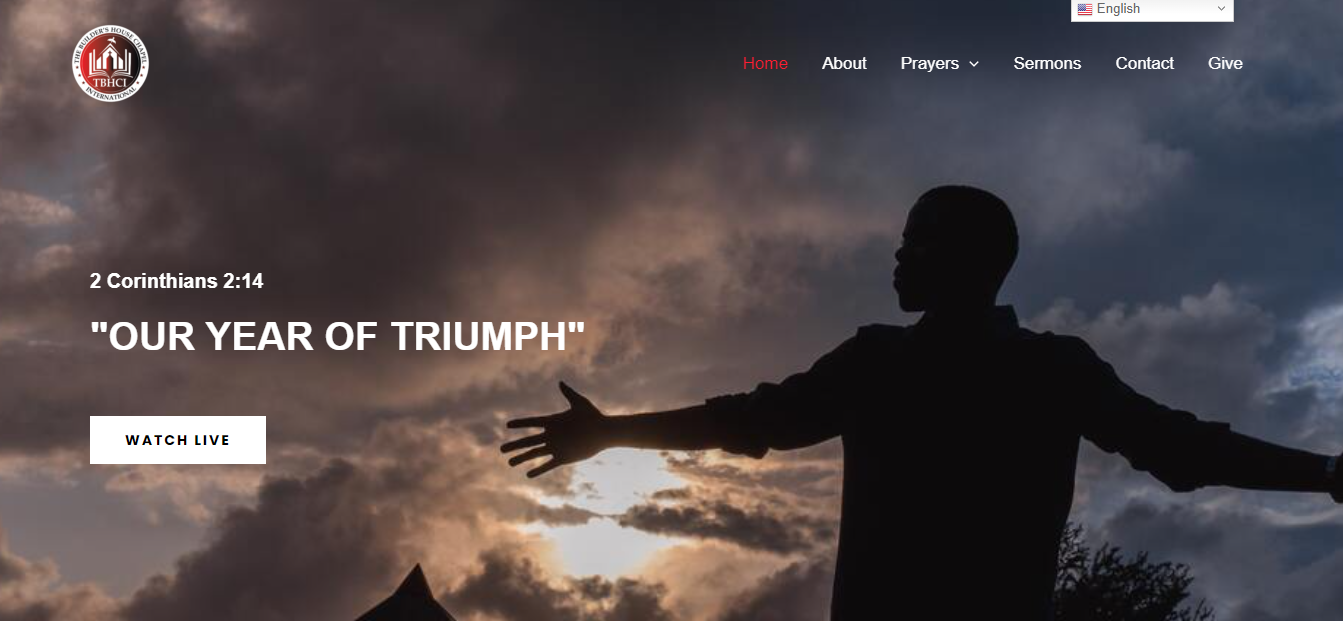 English
THE BUILDER'S HOUSE CHAPEL
TBHCI
INTERNATIONAL
Home About Prayers Sermons Contact Give
2 Corinthians 2:14
"OUR YEAR OF TRIUMPH"
WATCH LIVE